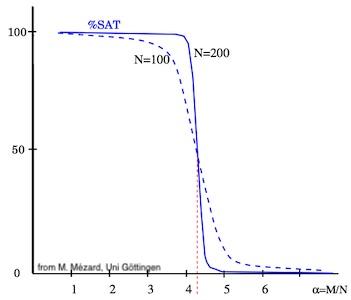 100
%SAT
N=100
N=200
50
0
from M. Mézard, Uni Göttingen
1 2 3 4 5 6 α=M/N